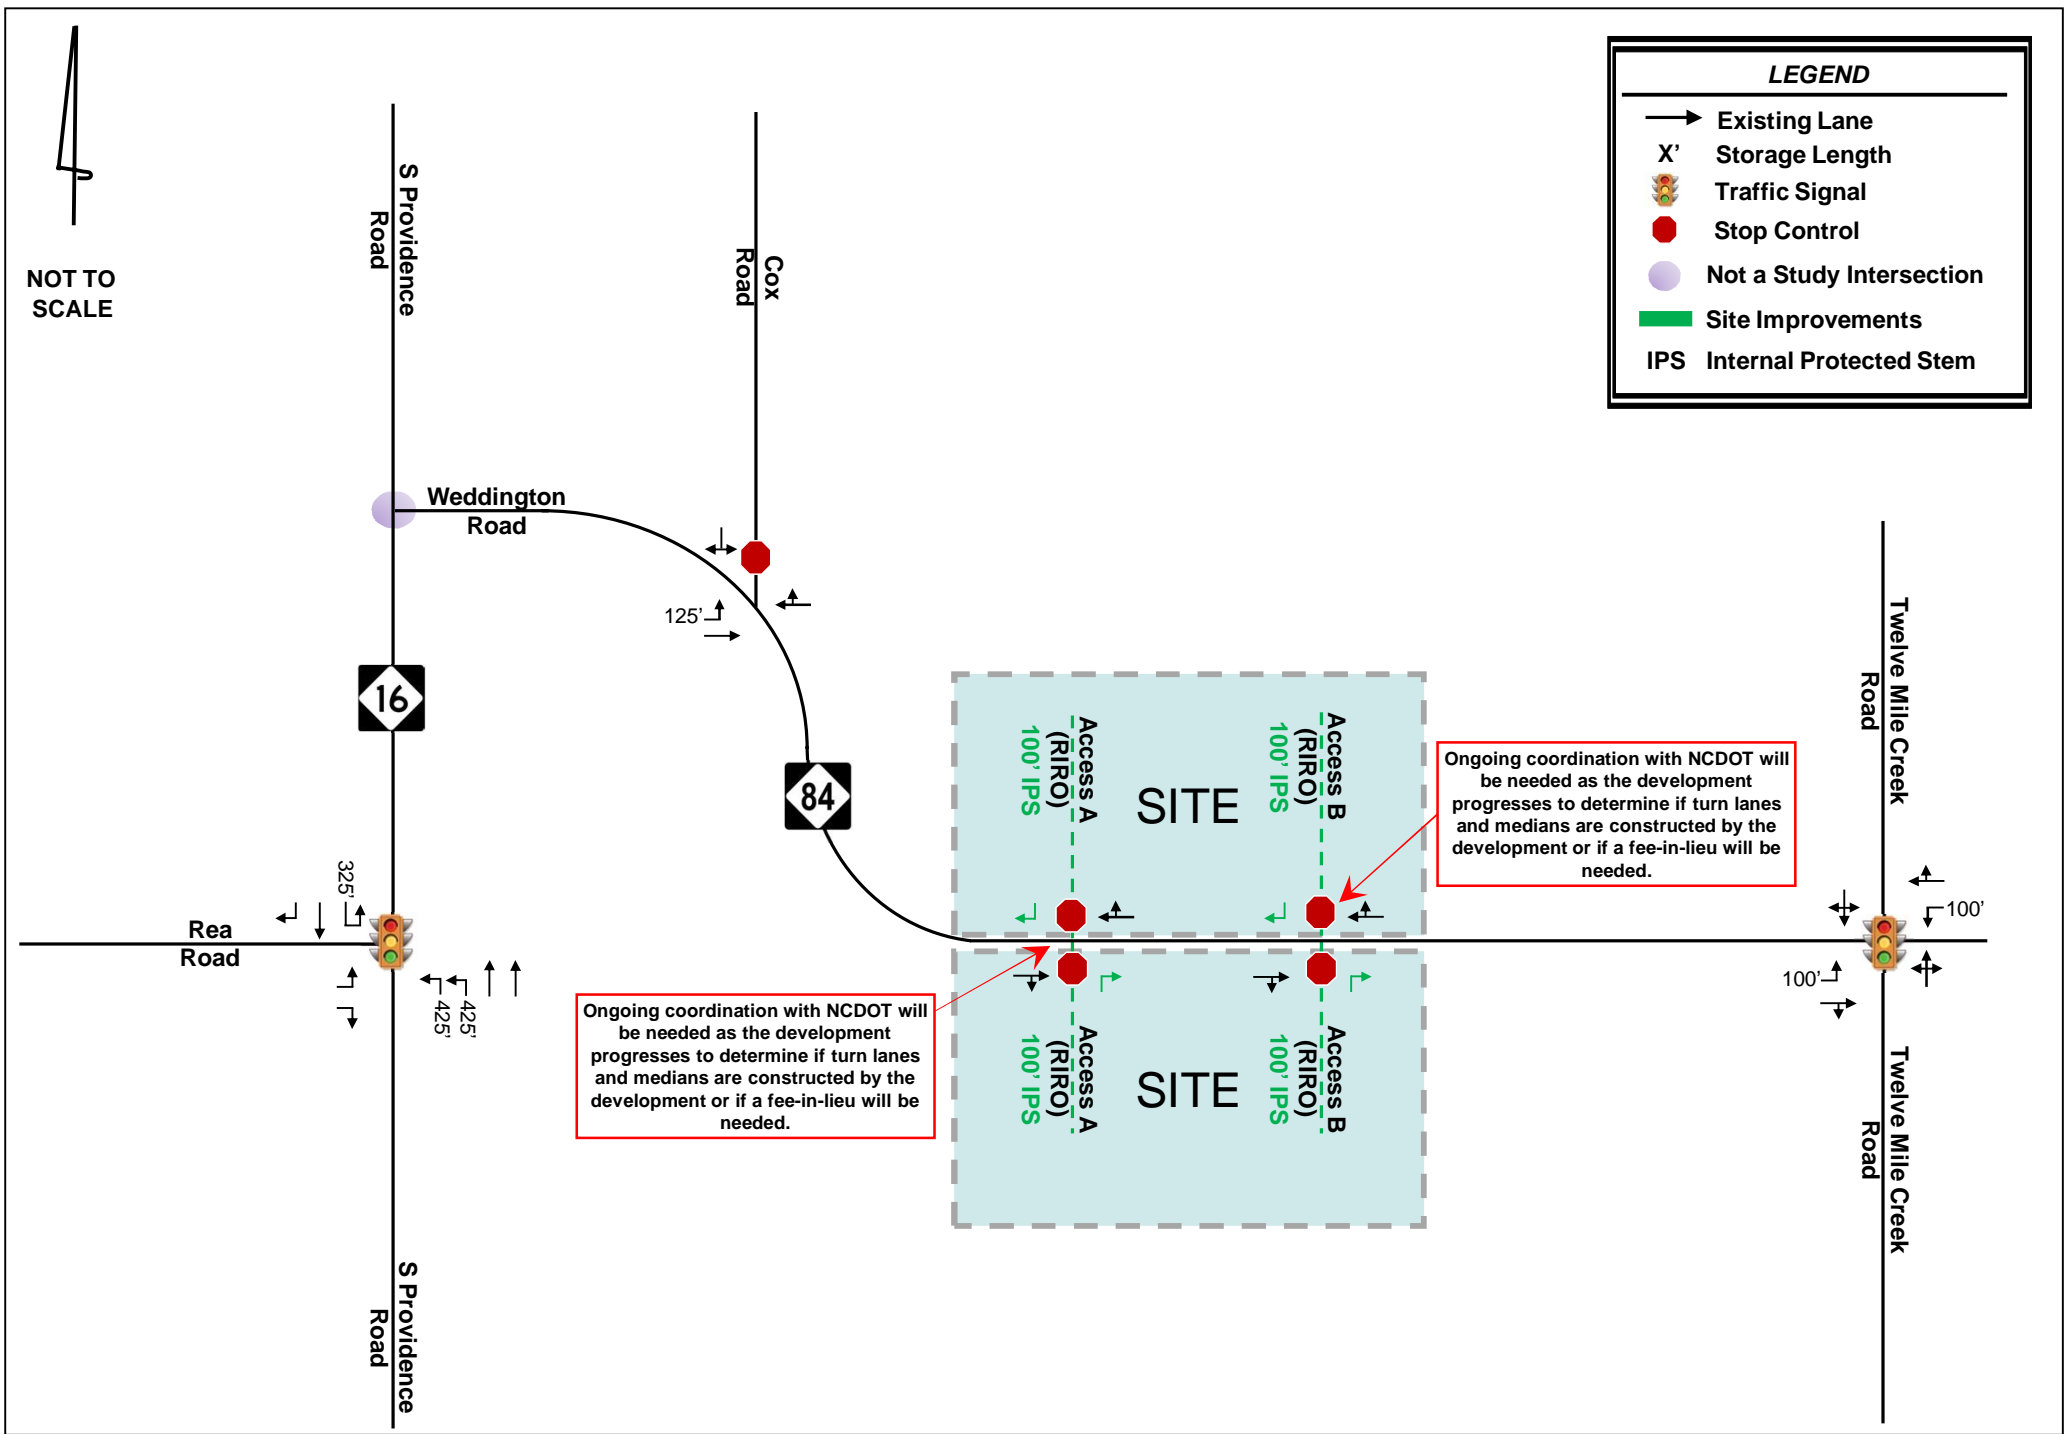 LEGEND
Existing Lane
X' Storage Length
Traffic Signal
Stop Control
Not a Study Intersection
Site Improvements
IPS Internal Protected Stem
NOT TO
SCALE
S Providence
Road
Cox
Road
Weddington
Road
125'
16
84
Twelve Mile Creek
Road
Access A
(RIRO)
100' IPS
SITE
Access B
(RIRO)
100' IPS
Ongoing coordination with NCDOT will
be needed as the development
progresses to determine if turn lanes
and medians are constructed by the
development or if a fee-in-lieu will be
needed.
325'
Rea
Road
425'
425'
100'
100'
Ongoing coordination with NCDOT will
be needed as the development
progresses to determine if turn lanes
and medians are constructed by the
development or if a fee-in-lieu will be
needed.
Access A
(RIRO)
100' IPS
SITE
Access B
(RIRO)
100' IPS
Twelve Mile Creek
Road
S Providence
Road